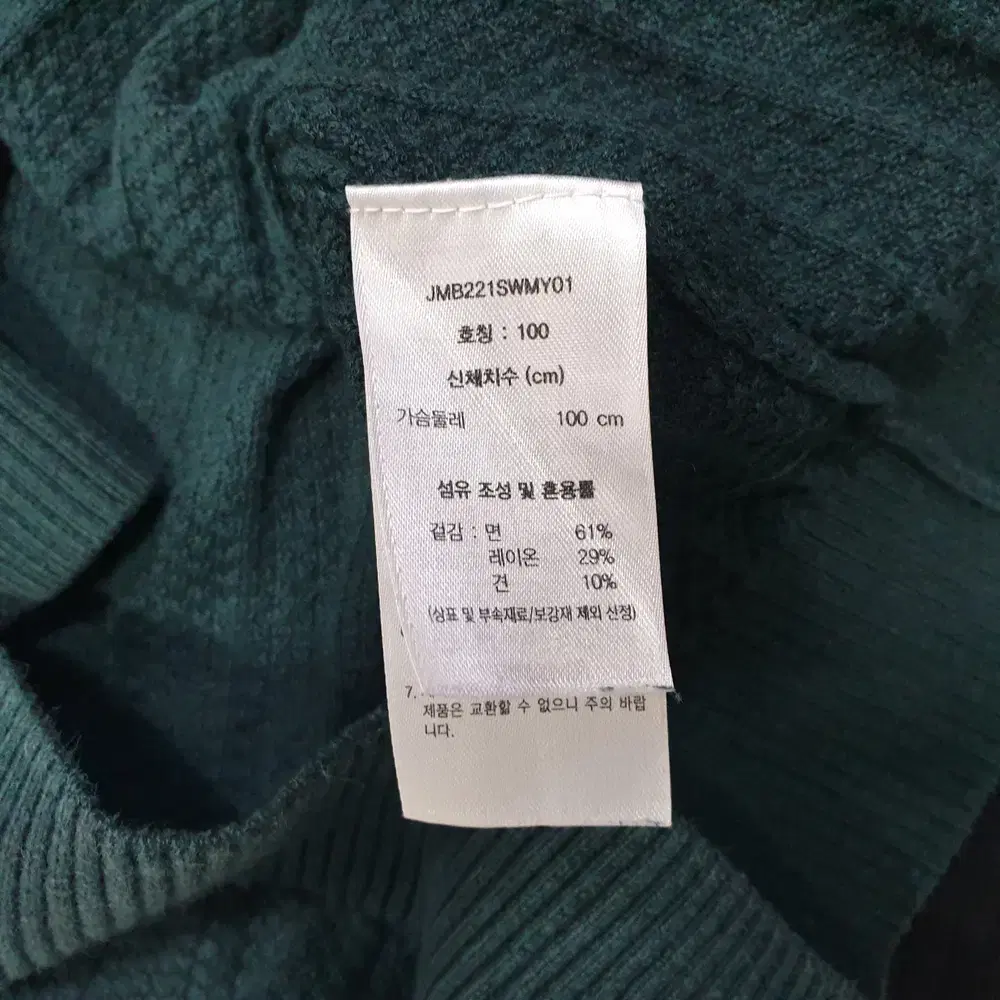 JMB221SWMY01
호칭 : 100
신체치수 (cm)
가슴둘레 100 cm
섬유 조성 및 혼용률
겉감 : 면 61%
레이온 29%
견 10%
(상표 및 부속재료/보강재 제외 산정)
7.
제품은 교환할 수 없으니 주의 바랍
니다.